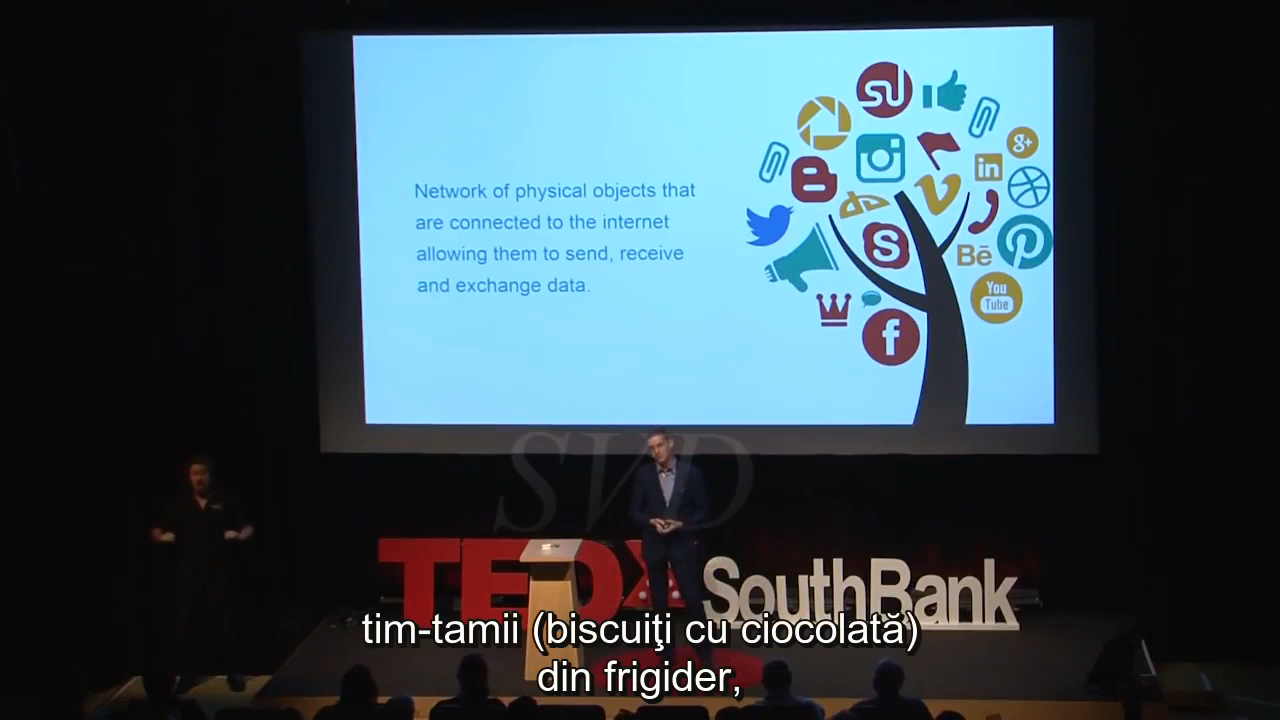 Network of physical objects that
are connected to the internet
allowing them to send, receive
and exchange data.
g+
in
Bē
You
Tube
f
SVD
TEDx
SouthBank
tim-tamii (biscuiţi cu ciocolată)
din frigider,